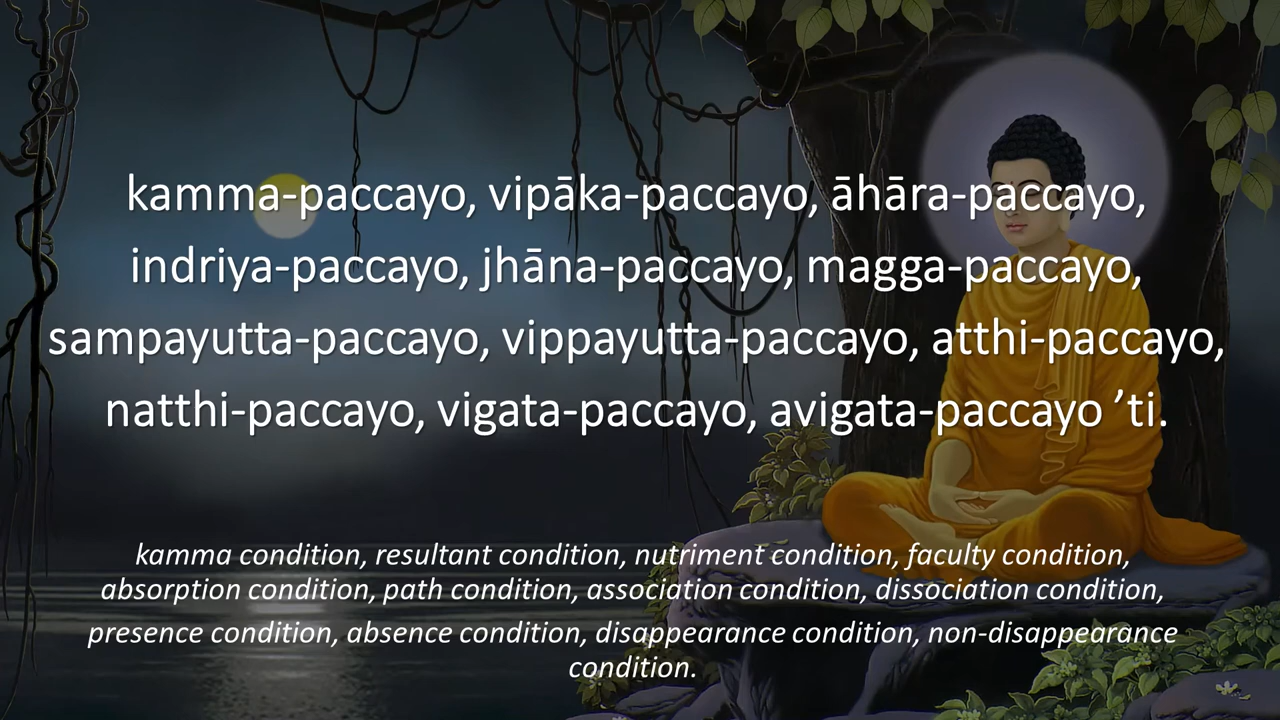 kamma-paccayo, vipāka-paccayo, āhāra-paccayo,
indriya-paccayo, jhāna-paccayo, magga-paccayo,
sampayutta-paccayo, vippayutta-paccayo, atthi-paccayo,
natthi-paccayo, vigata-paccayo, avigata-paccayo ’ti.
kamma condition, resultant condition, nutriment condition, faculty condition,
absorption condition, path condition, association condition, dissociation condition,
presence condition, absence condition, disappearance condition, non-disappearance
condition.